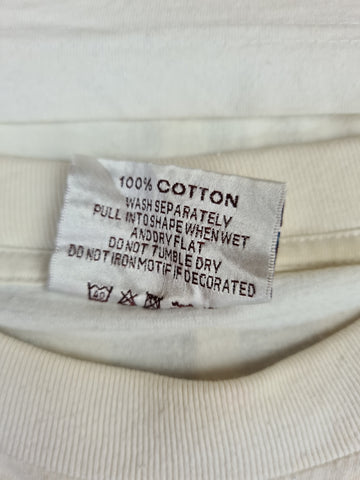 100% COTTON
WASH SEPARATELY
PULL INTO SHAPE WHEN WET
AND DRY FLAT
DO NOT TUMBLE DRY
DO NOT IRON MOTIF IF DECORATED
40